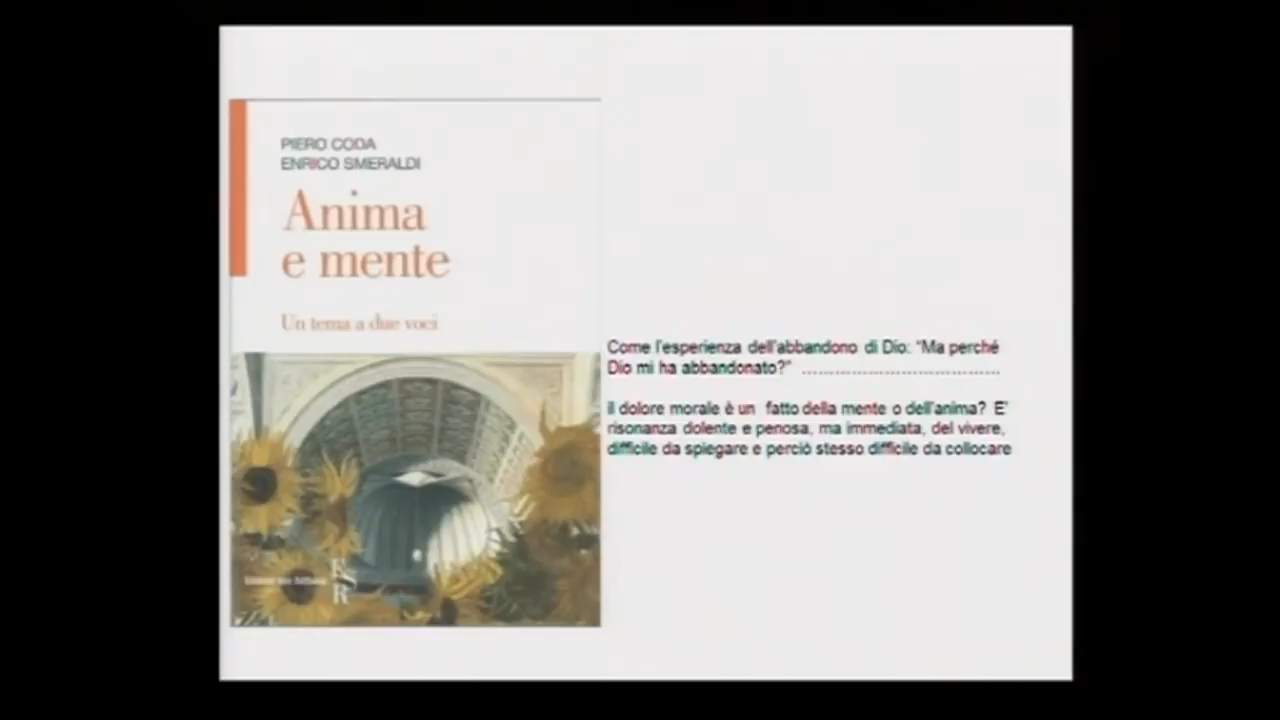 PIERO CODA
ENRICO SMERALDI
Anima
e mente
Un tema a due voci
Come l'esperienza dell'abbandono di Dio: "Ma perché
Dio mi ha abbandonato?" ....................................
il dolore morale è un fatto della mente o dell'anima? E'
risonanza dolente e penosa, ma immediata, del vivere,
difficile da spiegare e perciò stesso difficile da collocare